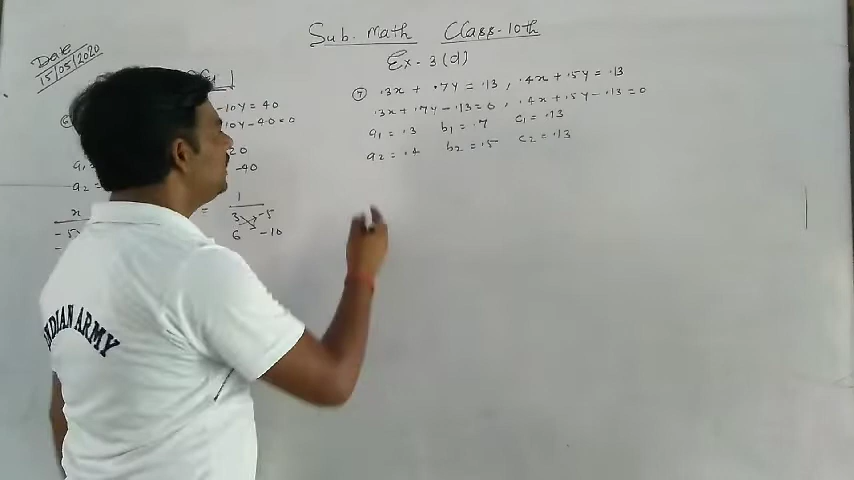 Sub. Math Class-10th
Date
15/05/2020
Ex-3(d)
-10y = 40
10y-40=0
20
-40
a2 =
x
1
-5y
=
3 -5
6 -10
⑦ .3x + .7y = .13 , .4x + .5y = .13
.3x + .7y - .13 = 0 , .4x + .5y - .13 = 0
a1 = .3 b1 = .7 c1 = .13
a2 = .4 b2 = .5 c2 = .13
INDIAN ARMY